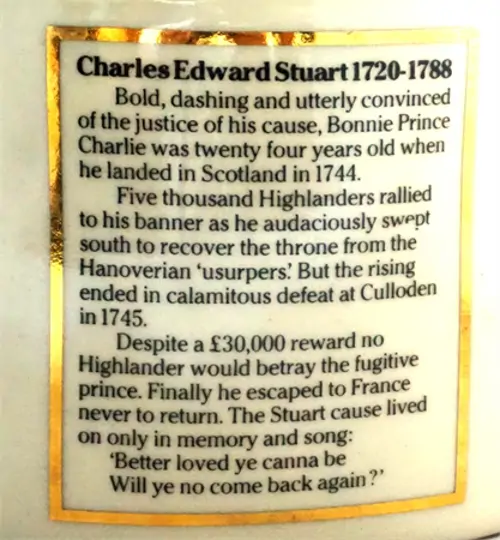 Charles Edward Stuart 1720-1788
Bold, dashing and utterly convinced
of the justice of his cause, Bonnie Prince
Charlie was twenty four years old when
he landed in Scotland in 1744.
Five thousand Highlanders rallied
to his banner as he audaciously swept
south to recover the throne from the
Hanoverian ‘usurpers’. But the rising
ended in calamitous defeat at Culloden
in 1745.
Despite a £30,000 reward no
Highlander would betray the fugitive
prince. Finally he escaped to France
never to return. The Stuart cause lived
on only in memory and song:
‘Better loved ye canna be
Will ye no come back again?’